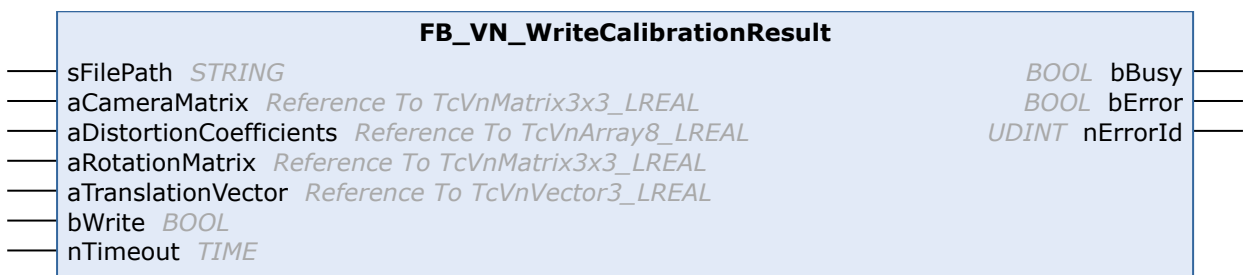 FB_VN_WriteCalibrationResult
sFilePath STRING BOOL bBusy
aCameraMatrix Reference To TcVnMatrix3x3_LREAL BOOL bError
aDistortionCoefficients Reference To TcVnArray8_LREAL UDINT nErrorId
aRotationMatrix Reference To TcVnMatrix3x3_LREAL
aTranslationVector Reference To TcVnVector3_LREAL
bWrite BOOL
nTimeout TIME